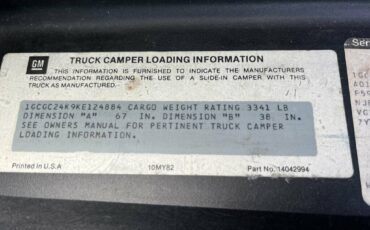 GM
TRUCK CAMPER LOADING INFORMATION
THIS INFORMATION IS FURNISHED TO INDICATE THE MANUFACTURERS
RECOMMENDATION REGARDING THE USE OF A SLIDE-IN CAMPER WITH THIS
TRUCK AS MANUFACTURED.
1GCGC24K9KE124884 CARGO WEIGHT RATING 3341 LB
DIMENSION "A" 67 IN. DIMENSION "B" 38 IN.
SEE OWNERS MANUAL FOR PERTINENT TRUCK CAMPER
LOADING INFORMATION.
Printed in U.S.A 10MY82 Part No. 14042994